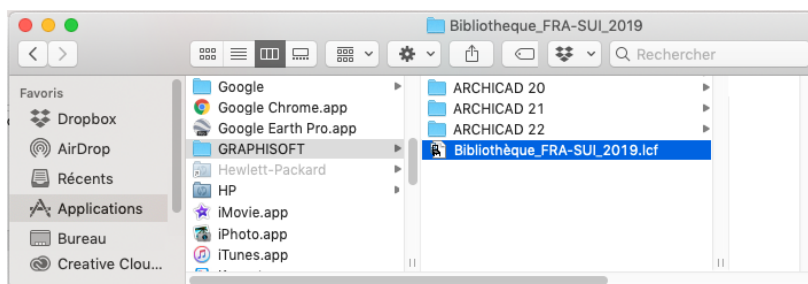 Bibliotheque_FRA-SUI_2019
Rechercher
Favoris
Dropbox
AirDrop
Récents
Applications
Bureau
Creative Clou...
Google
Google Chrome.app
Google Earth Pro.app
GRAPHISOFT
Hewlett-Packard
HP
iMovie.app
iPhoto.app
iTunes.app
ARCHICAD 20
ARCHICAD 21
ARCHICAD 22
Bibliothèque_FRA-SUI_2019.lcf